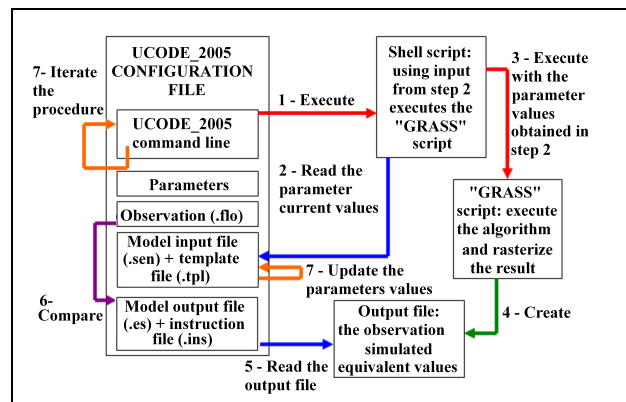 UCODE_2005
CONFIGURATION
FILE
7- Iterate
the
procedure
UCODE_2005
command line
1 - Execute
Shell script:
using input
from step 2
executes the
"GRASS"
script
3 - Execute
with the
parameter
values
obtained in
step 2
2 - Read the
parameter
current values
Parameters
Observation (.flo)
Model input file
(.sen) + template
file (.tpl)
7 - Update the
parameters values
"GRASS"
script: execute
the algorithm
and rasterize
the result
6-
Compare
Model output file
(.es) + instruction
file (.ins)
Output file:
the observation
simulated
equivalent values
4 - Create
5 - Read the
output file